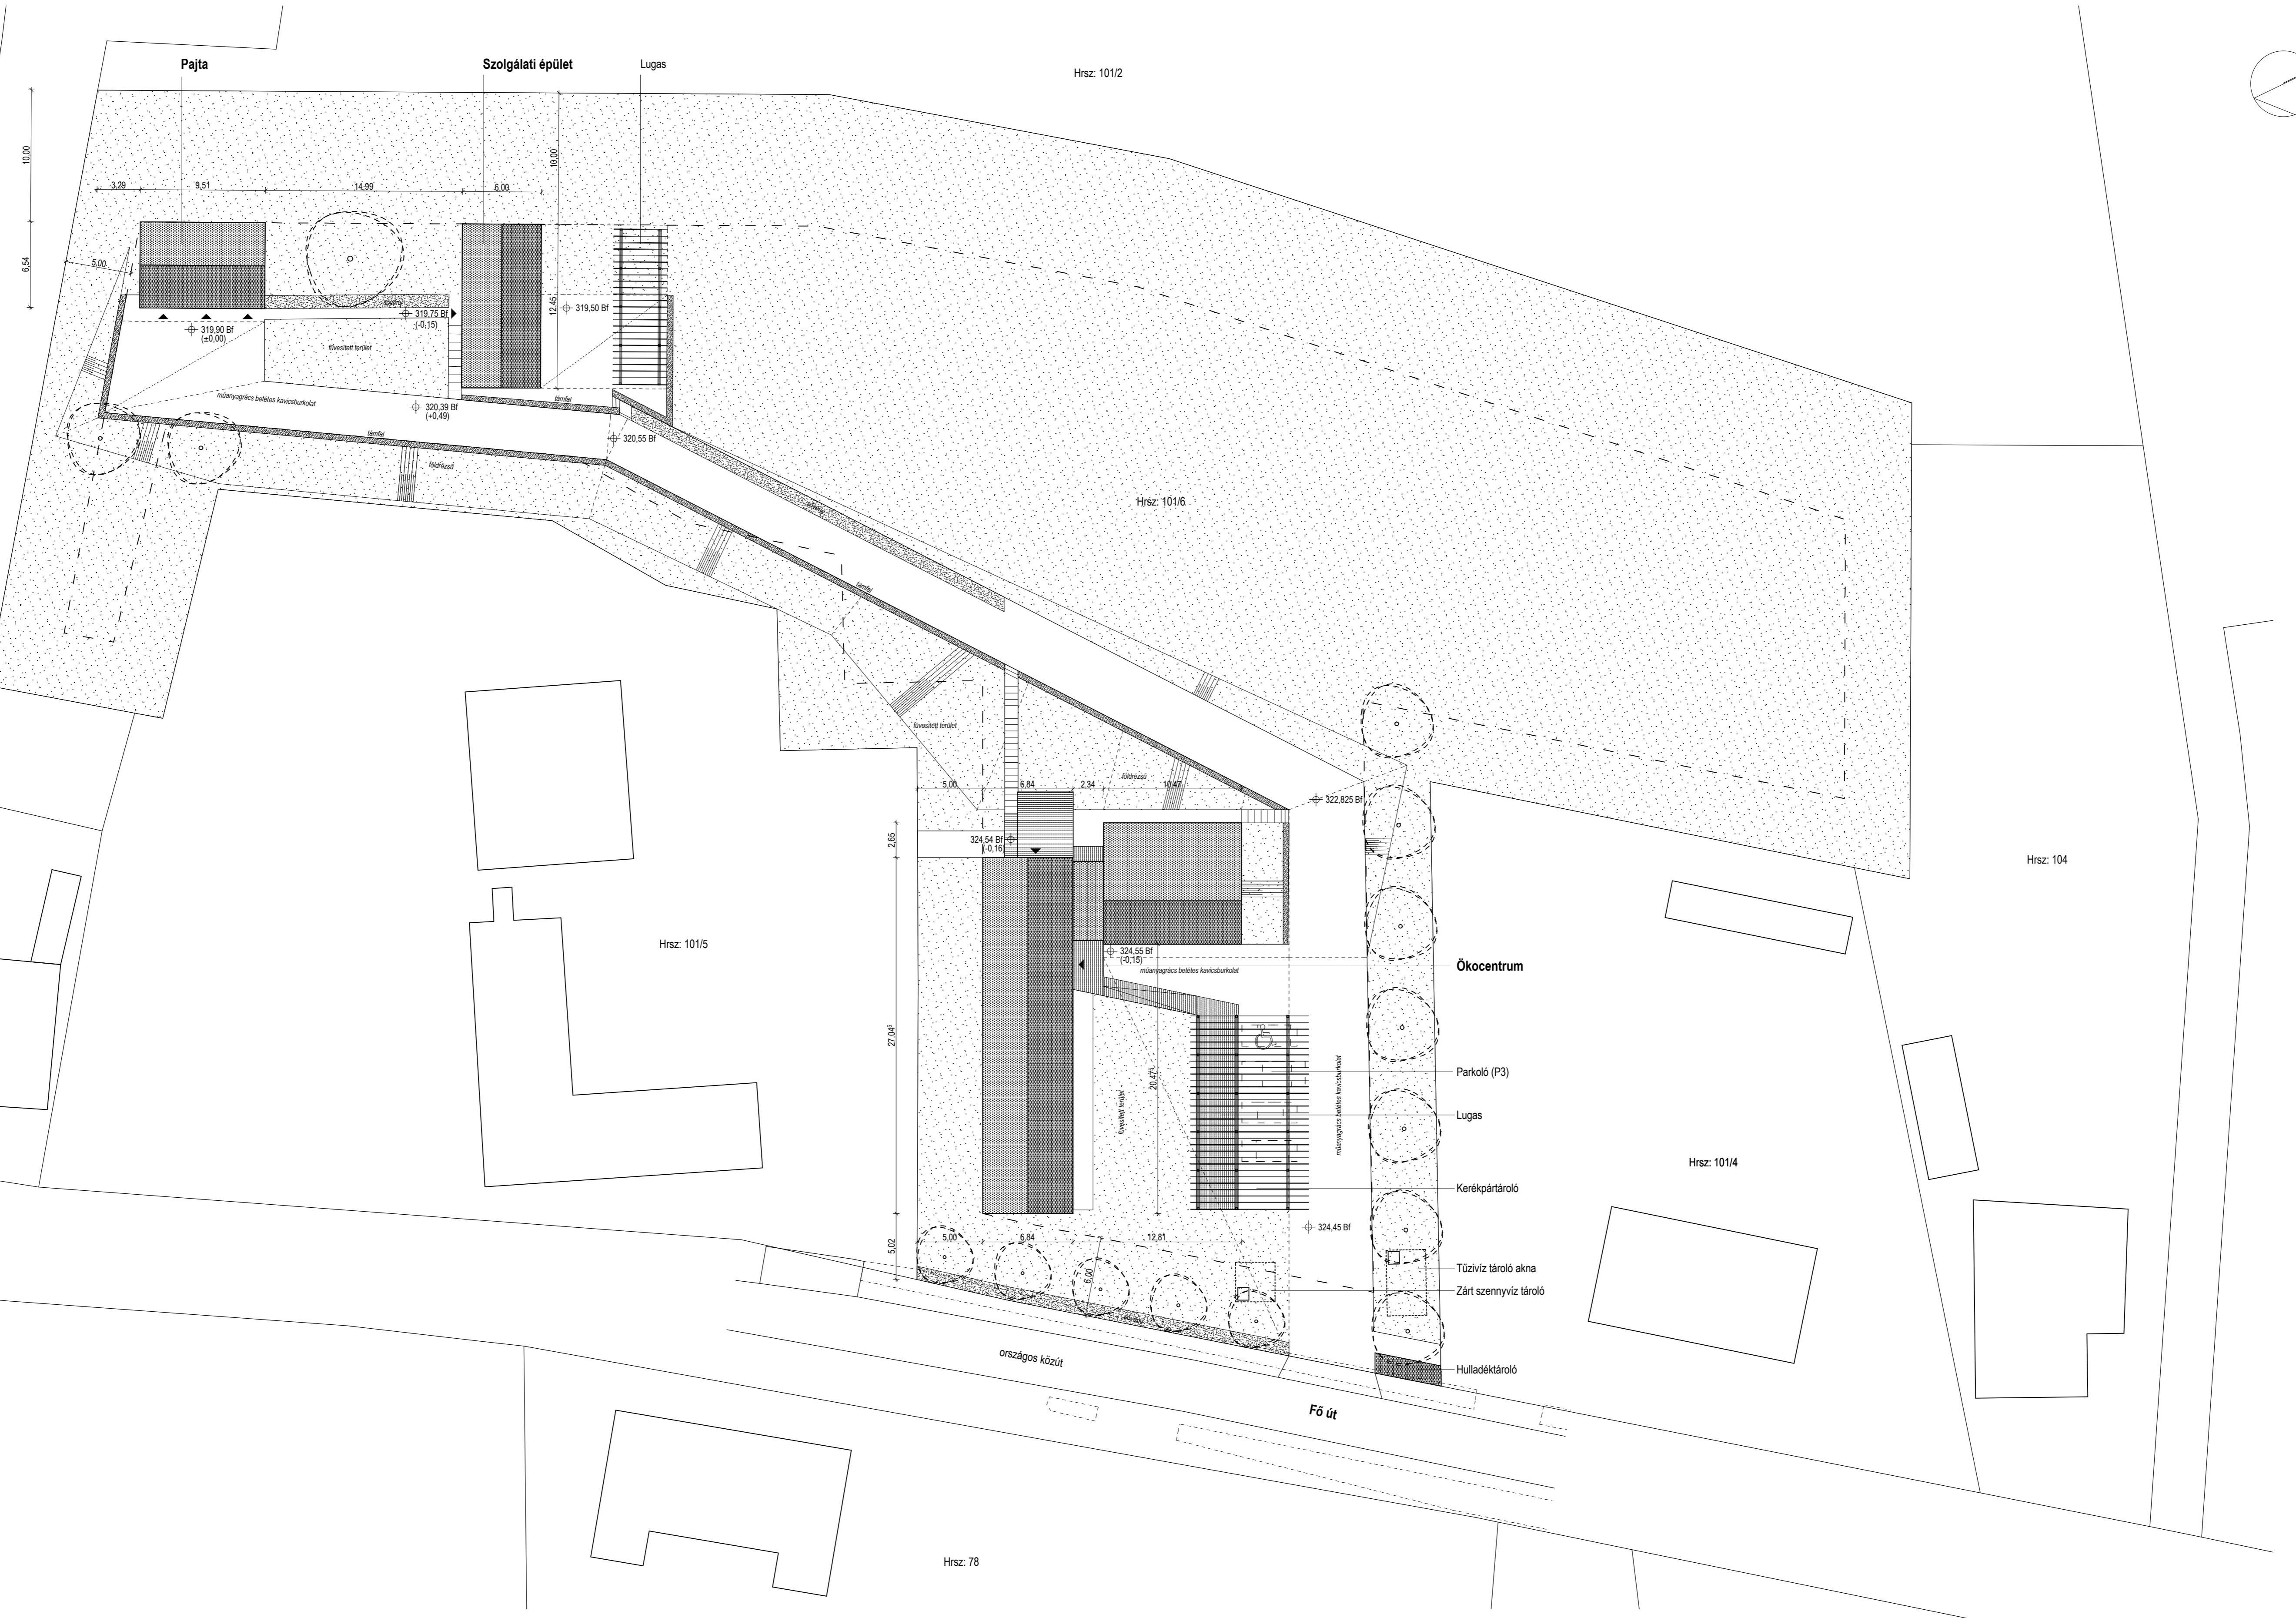 Pajta
Szolgálati épület
Lugas
Hrsz: 101/2
10,00
10,00
3,29
9,51
14,99
6,00
6,54
5,00
12,45
sövény
319,75 Bf
(-0,15)
319,50 Bf
319,90 Bf
(±0,00)
füvesített terület
műanyagrács betétes kavicsburkolat
320,39 Bf
(+0,49)
támfal
támfal
320,55 Bf
földrézsű
Hrsz: 101/6
sövény
támfal
füvesített terület
földrézsű
5,00
6,84
2,34
10,47
322,825 Bf
2,65
324,54 Bf
(-0,16)
Hrsz: 104
Hrsz: 101/5
324,55 Bf
(-0,15)
műanyagrács betétes kavicsburkolat
Ökocentrum
27,04⁵
20,47⁵
füvesített terület
műanyagrács betétes kavicsburkolat
Parkoló (P3)
Lugas
Hrsz: 101/4
Kerékpártároló
324,45 Bf
5,02
5,00
6,84
12,81
6,00
Tűzivíz tároló akna
Zárt szennyvíz tároló
sövény
országos közút
Hulladéktároló
Fő út
Hrsz: 78